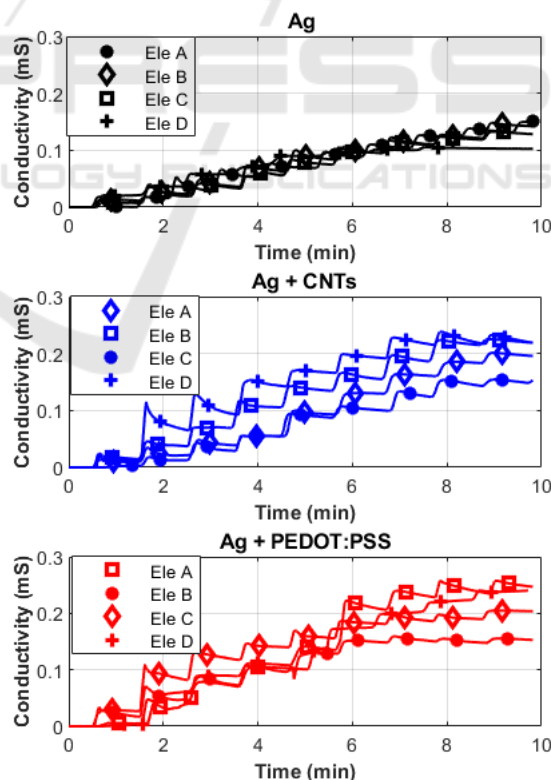 Ag
Conductivity (mS)
0.3
0.2
0.1
0
Ele A
Ele B
Ele C
Ele D
0 2 4 6 8 10
Time (min)
Ag + CNTs
Conductivity (mS)
0.3
0.2
0.1
0
Ele A
Ele B
Ele C
Ele D
0 2 4 6 8 10
Time (min)
Ag + PEDOT:PSS
Conductivity (mS)
0.3
0.2
0.1
0
Ele A
Ele B
Ele C
Ele D
0 2 4 6 8 10
Time (min)